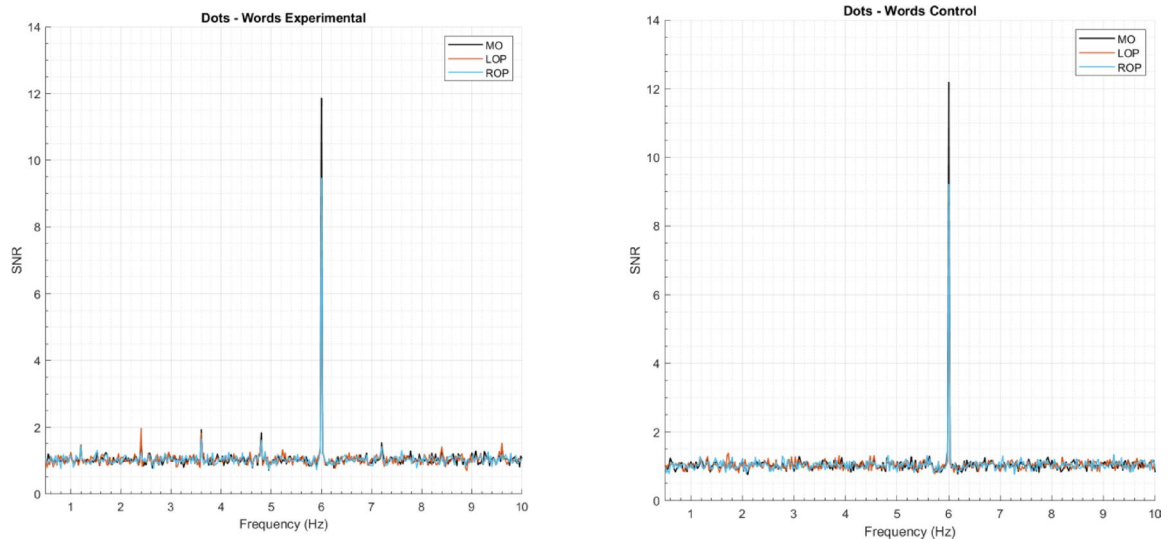 Dots - Words Experimental
14
12
10
8
6
4
2
0
SNR
MO
LOP
ROP
1 2 3 4 5 6 7 8 9 10
Frequency (Hz)
Dots - Words Control
14
12
10
8
6
4
2
0
SNR
MO
LOP
ROP
1 2 3 4 5 6 7 8 9 10
Frequency (Hz)